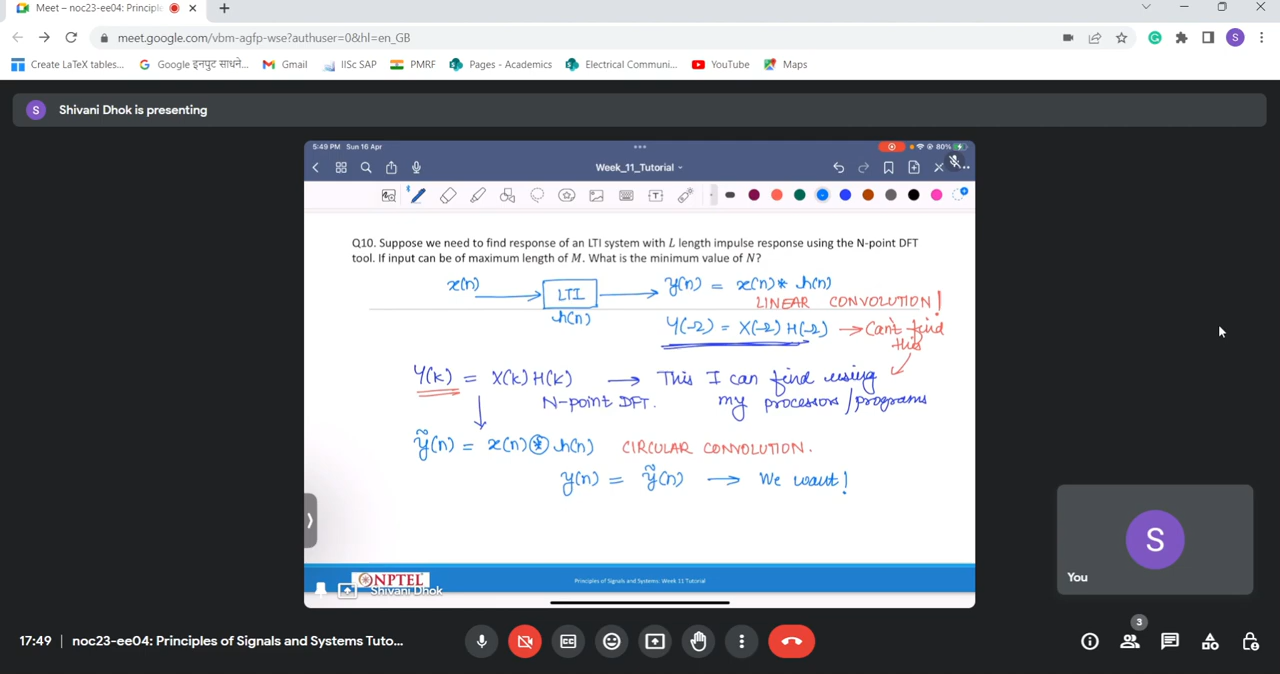 Meet – noc23-ee04: Principle
meet.google.com/vbm-agfp-wse?authuser=0&hl=en_GB
S
Create LaTeX tables...
Google इनपुट साधने...
Gmail
IISc SAP
PMRF
Pages - Academics
Electrical Communi...
YouTube
Maps
S
Shivani Dhok is presenting
5:49 PM Sun 16 Apr
80%
Week_11_Tutorial
Q10. Suppose we need to find response of an LTI system with L length impulse response using the N-point DFT
tool. If input can be of maximum length of M. What is the minimum value of N?
x(n) LTI y(n) = x(n)* h(n)
h(n)
LINEAR CONVOLUTION!
Y(Ω) = X(Ω) H(Ω) → Can't find
this
Y(k) = X(k) H(k) → This I can find using
N-point DFT. my processors/programs
ỹ(n) = x(n) ⊛ h(n) CIRCULAR CONVOLUTION.
y(n) = ỹ(n) → We want!
NPTEL
Principles of Signals and Systems: Week 11 Tutorial
Shivani Dhok
S
You
17:49 | noc23-ee04: Principles of Signals and Systems Tuto...
3